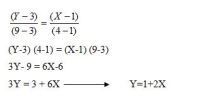 (Y-3) / (9-3) = (X-1) / (4-1)
(Y-3) (4-1) = (X-1) (9-3)
3Y- 9 = 6X-6
3Y = 3 + 6X ⟶ Y=1+2X